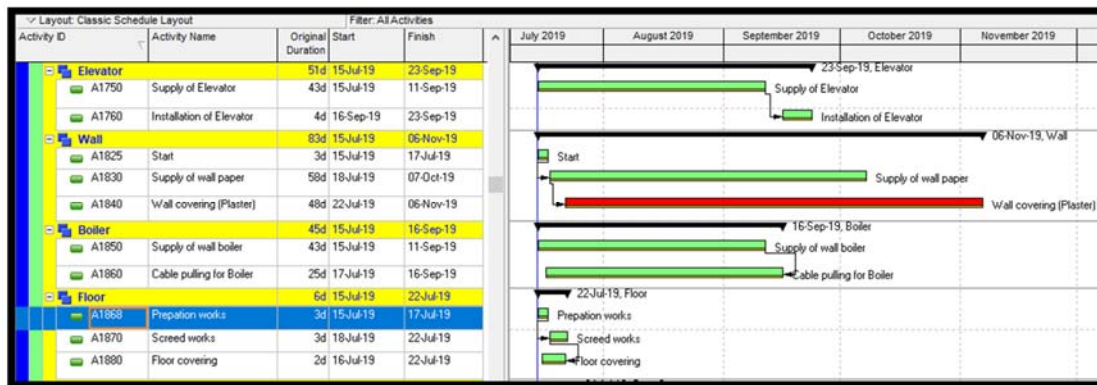 Layout: Classic Schedule Layout Filter: All Activities
Activity ID Activity Name Original Duration Start Finish July 2019 August 2019 September 2019 October 2019 November 2019
Elevator 51d 15-Jul-19 23-Sep-19 23-Sep-19, Elevator
A1750 Supply of Elevator 43d 15-Jul-19 11-Sep-19 Supply of Elevator
A1760 Installation of Elevator 4d 16-Sep-19 23-Sep-19 Installation of Elevator
Wall 83d 15-Jul-19 06-Nov-19 06-Nov-19, Wall
A1825 Start 3d 15-Jul-19 17-Jul-19 Start
A1830 Supply of wall paper 58d 18-Jul-19 07-Oct-19 Supply of wall paper
A1840 Wall covering (Plaster) 48d 22-Jul-19 06-Nov-19 Wall covering (Plaster)
Boiler 45d 15-Jul-19 16-Sep-19 16-Sep-19, Boiler
A1850 Supply of wall boiler 43d 15-Jul-19 11-Sep-19 Supply of wall boiler
A1860 Cable pulling for Boiler 25d 17-Jul-19 16-Sep-19 Cable pulling for Boiler
Floor 6d 15-Jul-19 22-Jul-19 22-Jul-19, Floor
A1868 Prepation works 3d 15-Jul-19 17-Jul-19 Prepation works
A1870 Screed works 3d 18-Jul-19 22-Jul-19 Screed works
A1880 Floor covering 2d 16-Jul-19 22-Jul-19 Floor covering